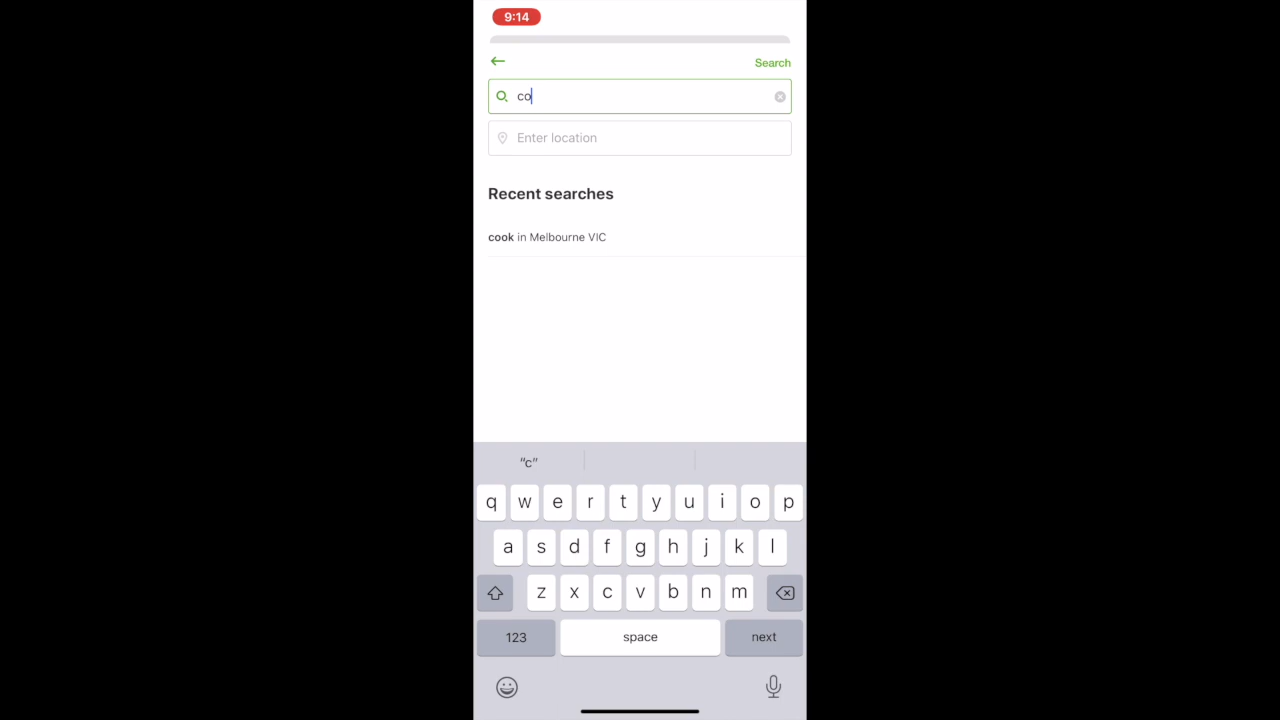 9:14
Search
co
Enter location
Recent searches
cook in Melbourne VIC
“c”
q w e r t y u i o p
a s d f g h j k l
z x c v b n m
123 space next